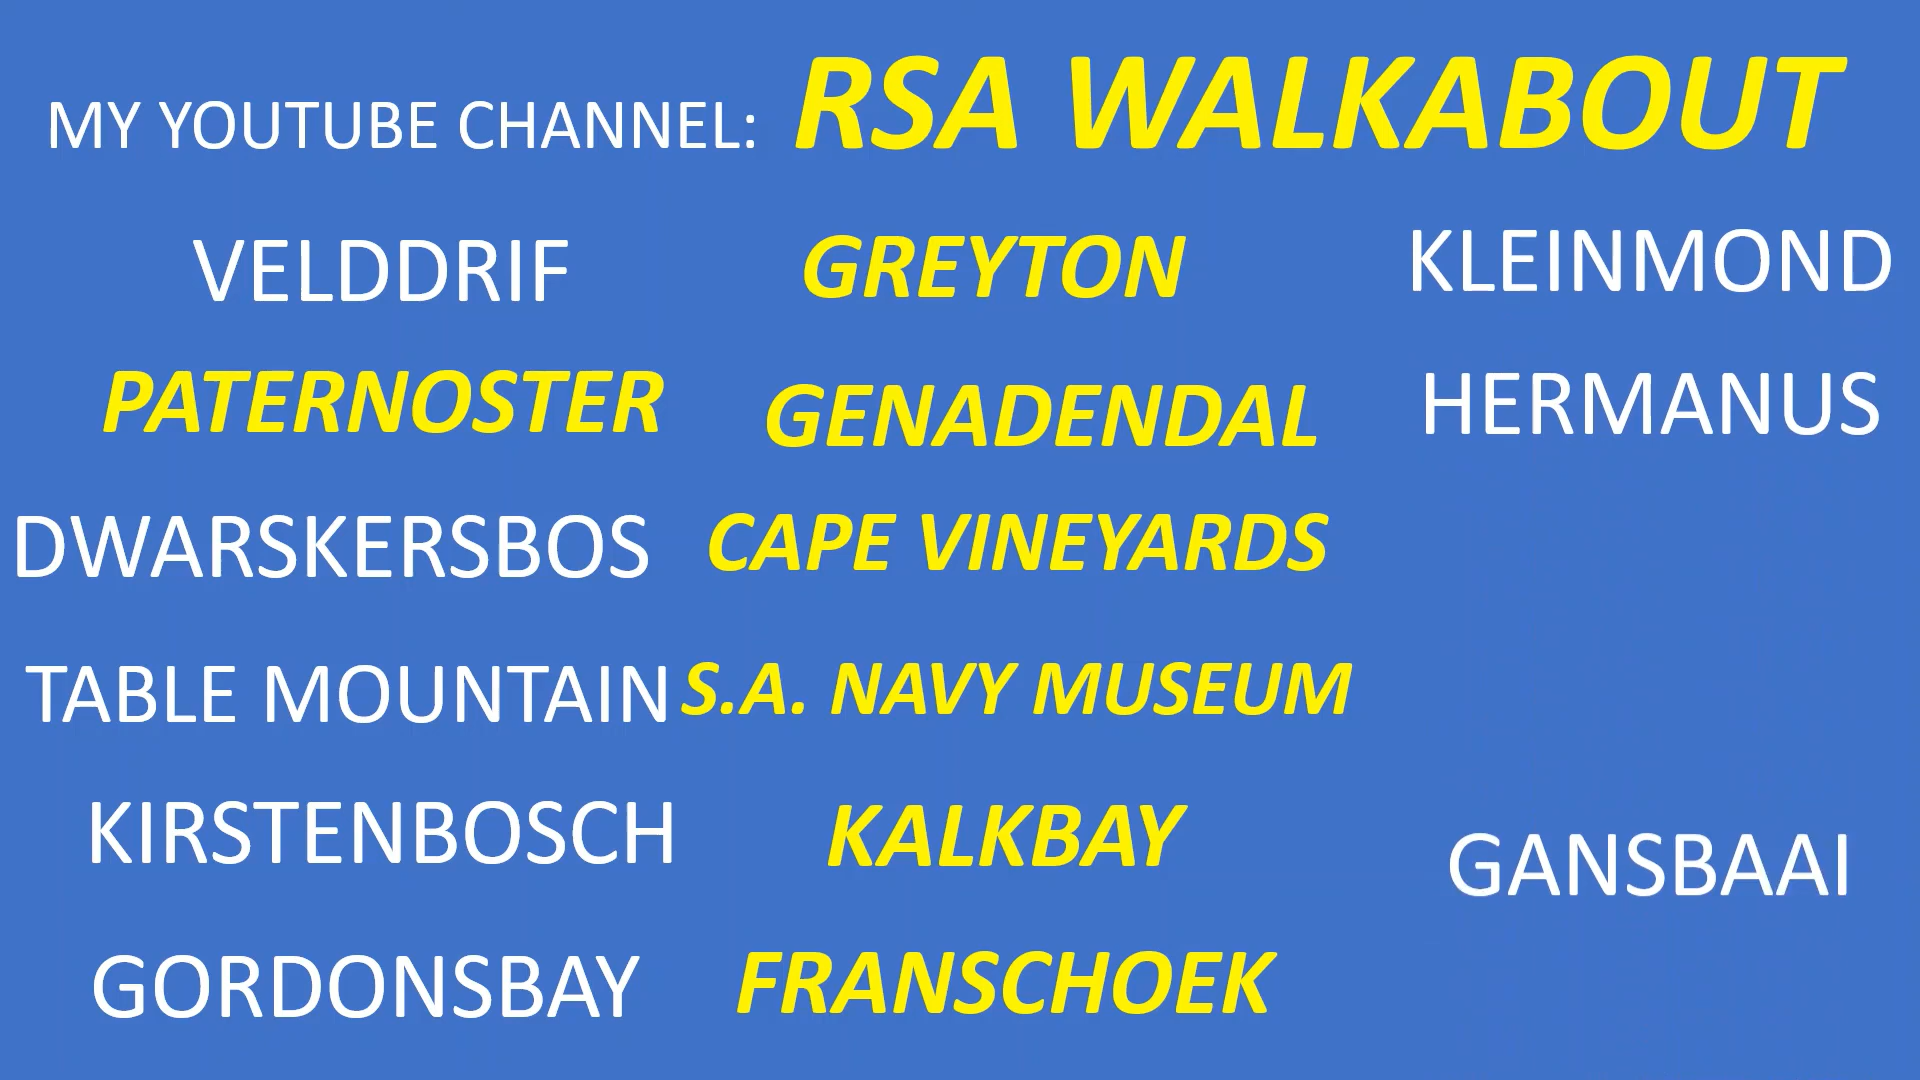 MY YOUTUBE CHANNEL: RSA WALKABOUT
VELDDRIF
GREYTON
KLEINMOND
PATERNOSTER
GENADENDAL
HERMANUS
DWARSKERSBOS
CAPE VINEYARDS
TABLE MOUNTAIN
S.A. NAVY MUSEUM
KIRSTENBOSCH
KALKBAY
GANSBAAI
GORDONSBAY
FRANSCHOEK